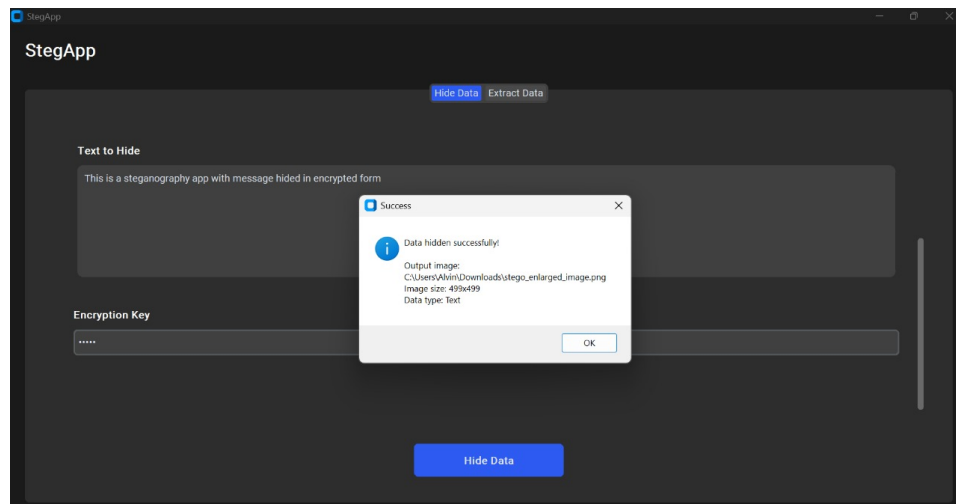 StegApp
StegApp
Hide Data Extract Data
Text to Hide
This is a steganography app with message hided in encrypted form
Success
Data hidden successfully!
Output image:
C:\Users\Alvin\Downloads\stego_enlarged_image.png
Image size: 499x499
Data type: Text
OK
Encryption Key
•••••
Hide Data